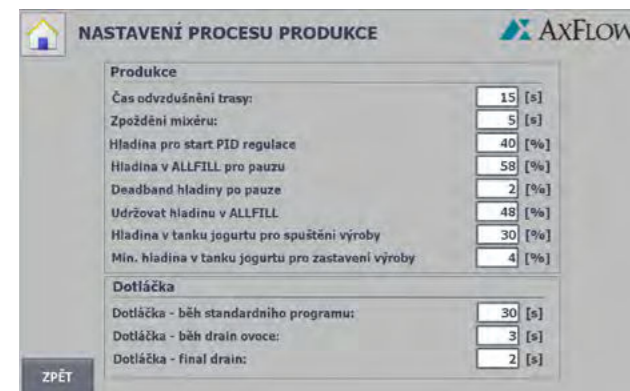 NASTAVENÍ PROCESU PRODUKCE
AxFlow
Produkce
Čas odvzdušnění trasy: 15 [s]
Zpoždění mixéru: 5 [s]
Hladina pro start PID regulace 40 [%]
Hladina v ALLFILL pro pauzu 58 [%]
Deadband hladiny po pauze 2 [%]
Udržovat hladinu v ALLFILL 48 [%]
Hladina v tanku jogurtu pro spuštění výroby 30 [%]
Min. hladina v tanku jogurtu pro zastavení výroby 4 [%]
Dotláčka
Dotláčka - běh standardního programu: 30 [s]
Dotláčka - běh drain ovoce: 3 [s]
Dotláčka - final drain: 2 [s]
ZPĚT